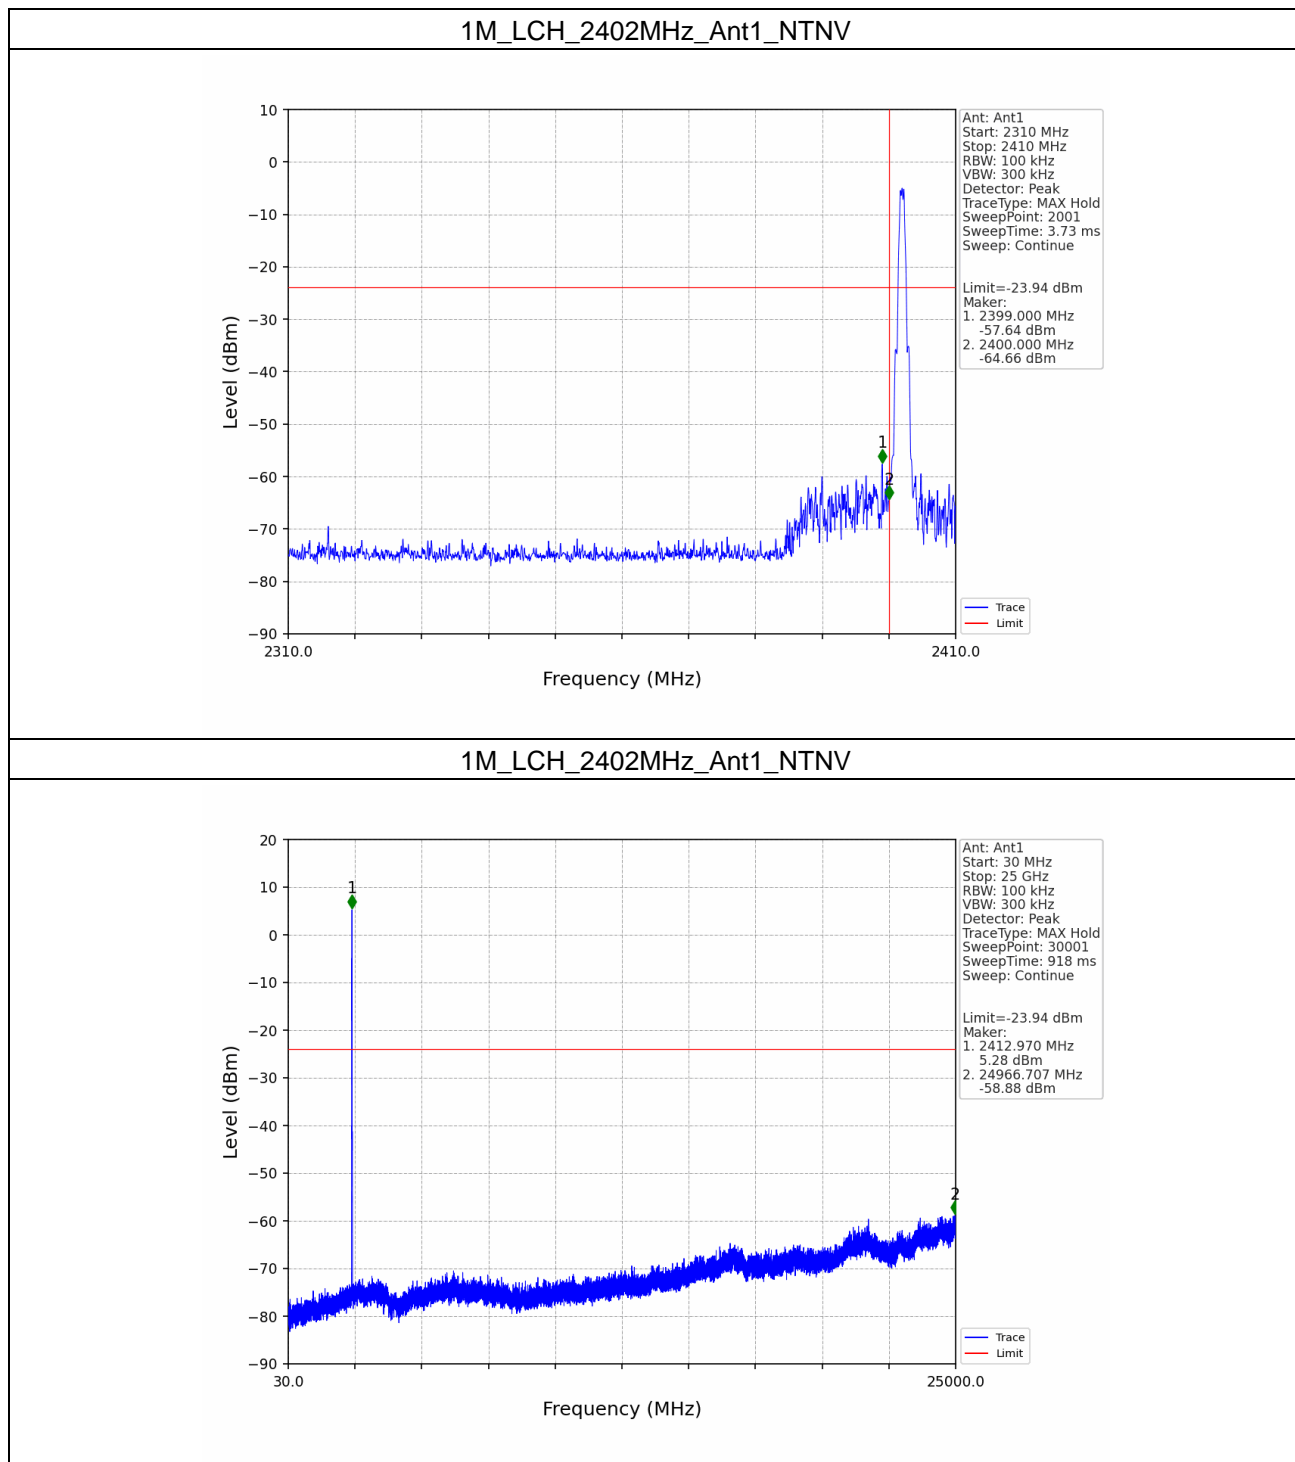 1M_LCH_2402MHz_Ant1_NTNV
10
0
−10
−20
−30
−40
−50
−60
−70
−80
−90
Level (dBm)
1
2
2310.0
2410.0
Frequency (MHz)
Ant: Ant1
Start: 2310 MHz
Stop: 2410 MHz
RBW: 100 kHz
VBW: 300 kHz
Detector: Peak
TraceType: MAX Hold
SweepPoint: 2001
SweepTime: 3.73 ms
Sweep: Continue
Limit=-23.94 dBm
Maker:
1. 2399.000 MHz
-57.64 dBm
2. 2400.000 MHz
-64.66 dBm
Trace
Limit
1M_LCH_2402MHz_Ant1_NTNV
20
10
0
−10
−20
−30
−40
−50
−60
−70
−80
−90
Level (dBm)
1
2
30.0
25000.0
Frequency (MHz)
Ant: Ant1
Start: 30 MHz
Stop: 25 GHz
RBW: 100 kHz
VBW: 300 kHz
Detector: Peak
TraceType: MAX Hold
SweepPoint: 30001
SweepTime: 918 ms
Sweep: Continue
Limit=-23.94 dBm
Maker:
1. 2412.970 MHz
5.28 dBm
2. 24966.707 MHz
-58.88 dBm
Trace
Limit